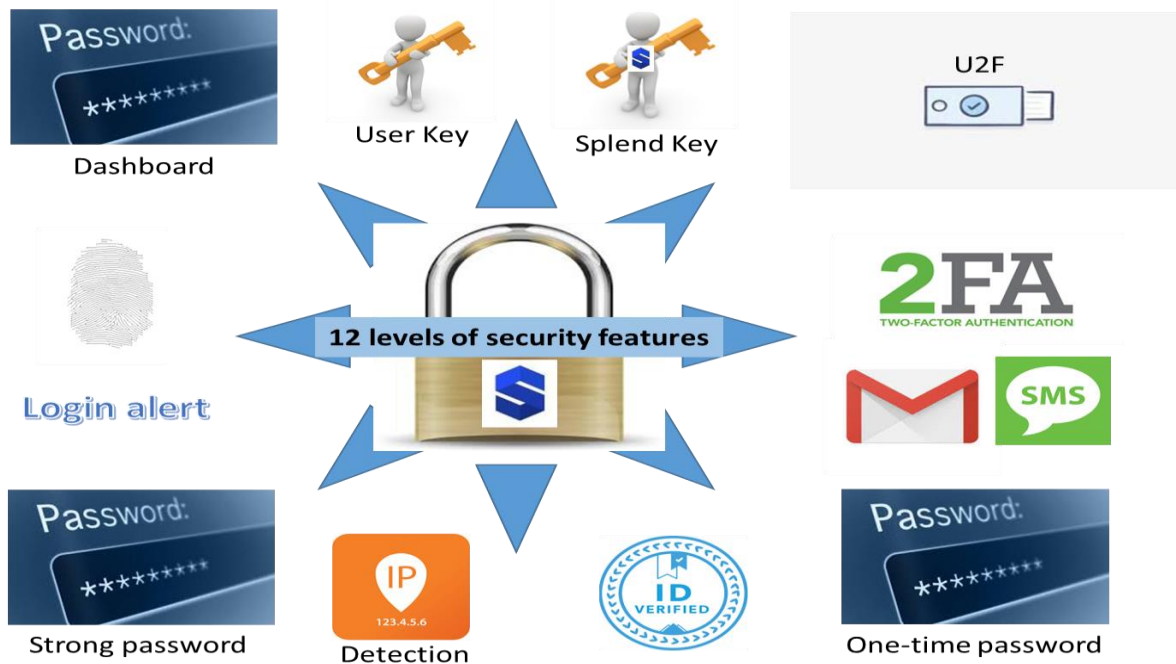 Password:
*********
Dashboard
User Key
Splend Key
U2F
2FA
TWO-FACTOR AUTHENTICATION
12 levels of security features
Login alert
SMS
Password:
*********
Strong password
IP
123.4.5.6
Detection
ID
VERIFIED
Password:
*********
One-time password